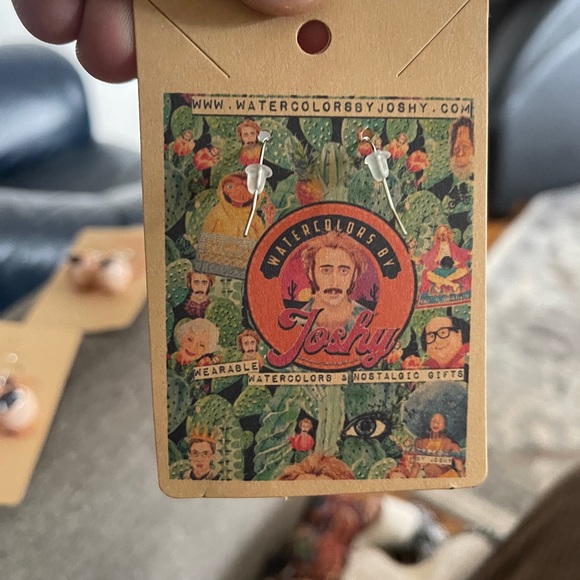 WWW.WATERCOLORSBYJOSHY.COM
WATERCOLORS BY
Joshy
WEARABLE
WATERCOLORS & NOSTALGIC GIFTS